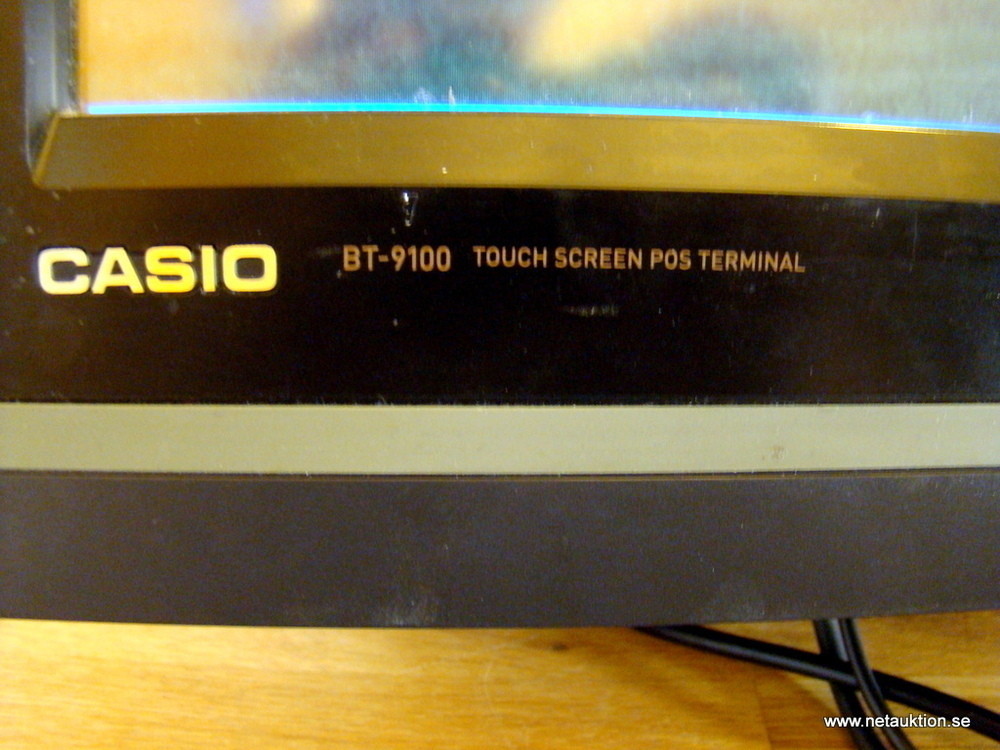 CASIO BT-9100 TOUCH SCREEN POS TERMINAL
www.netauktion.se